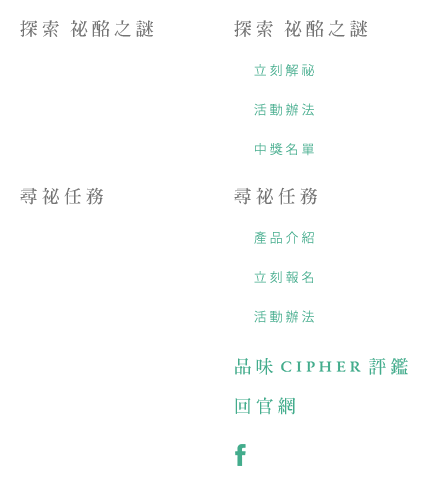 探索 祕酩之謎
探索 祕酩之謎
立刻解祕
活動辦法
中獎名單
尋祕任務
尋祕任務
產品介紹
立刻報名
活動辦法
品味 CIPHER 評鑑
回官網
f